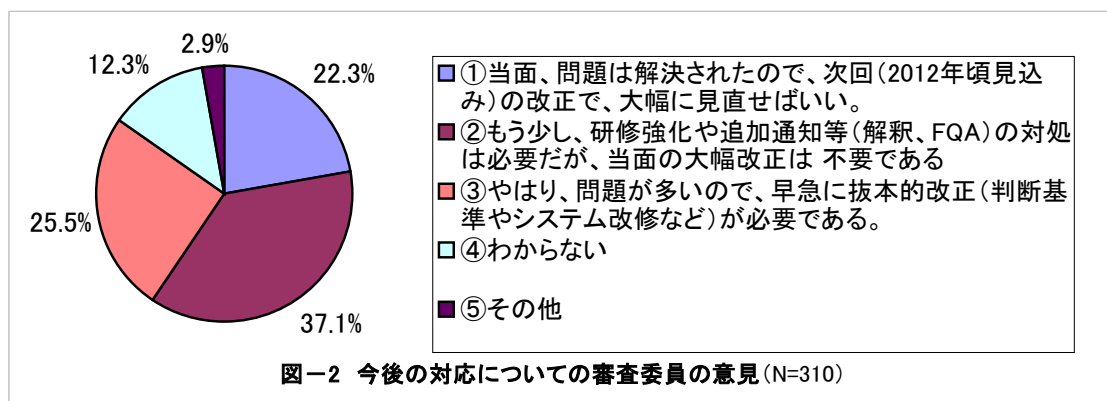 2.9%
12.3%
22.3%
25.5%
37.1%
①当面、問題は解決されたので、次回(2012年頃見込
み)の改正で、大幅に見直せばいい。
②もう少し、研修強化や追加通知等(解釈、FQA)の対処
は必要だが、当面の大幅改正は 不要である
③やはり、問題が多いので、早急に抜本的改正(判断基
準やシステム改修など)が必要である。
④わからない
⑤その他
図-2 今後の対応についての審査委員の意見(N=310)